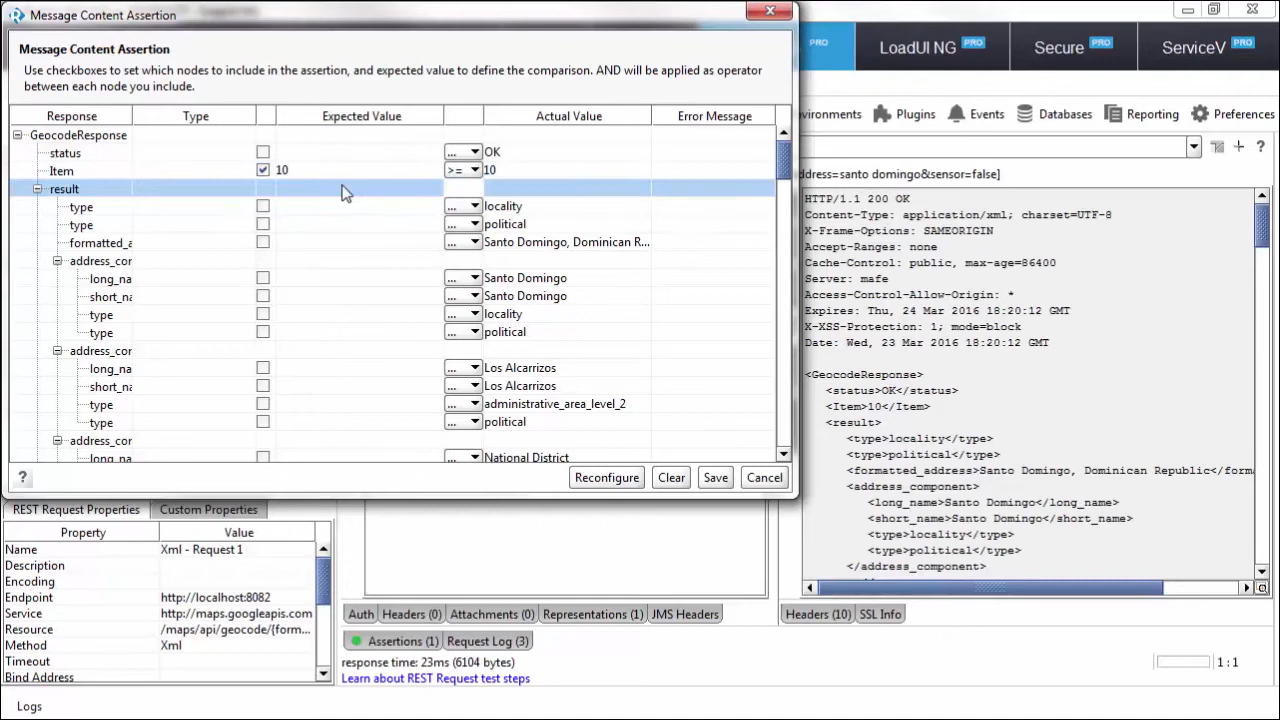 Message Content Assertion
Message Content Assertion
Use checkboxes to set which nodes to include in the assertion, and expected value to define the comparison. AND will be applied as operator
between each node you include.
Response Type Expected Value Actual Value Error Message
GeocodeResponse
status ... OK
Item 10 >= 10
result
type ... locality
type ... political
formatted_a ... Santo Domingo, Dominican R...
address_cor
long_na ... Santo Domingo
short_na ... Santo Domingo
type ... locality
type ... political
address_cor
long_na ... Los Alcarrizos
short_na ... Los Alcarrizos
type ... administrative_area_level_2
type ... political
address_cor
long_na ... National District
? Reconfigure Clear Save Cancel
PRO LoadUI NG PRO Secure PRO ServiceV PRO
vironments Plugins Events Databases Reporting Preferences
+ ?
ddress=santo domingo&sensor=false]
HTTP/1.1 200 OK
Content-Type: application/xml; charset=UTF-8
X-Frame-Options: SAMEORIGIN
Accept-Ranges: none
Cache-Control: public, max-age=86400
Server: mafe
Access-Control-Allow-Origin: *
Expires: Thu, 24 Mar 2016 18:20:12 GMT
X-XSS-Protection: 1; mode=block
Date: Wed, 23 Mar 2016 18:20:12 GMT
<GeocodeResponse>
<status>OK</status>
<Item>10</Item>
<result>
<type>locality</type>
<type>political</type>
<formatted_address>Santo Domingo, Dominican Republic</form
<address_component>
<long_name>Santo Domingo</long_name>
<short_name>Santo Domingo</short_name>
<type>locality</type>
<type>political</type>
</address_component>
REST Request Properties Custom Properties
Property Value
Name Xml - Request 1
Description
Encoding
Endpoint http://localhost:8082
Service http://maps.googleapis.com
Resource /maps/api/geocode/{form...
Method Xml
Timeout
Bind Address
Auth Headers (0) Attachments (0) Representations (1) JMS Headers
Headers (10) SSL Info
Assertions (1) Request Log (3)
response time: 23ms (6104 bytes)
1:1
Learn about REST Request test steps
Logs